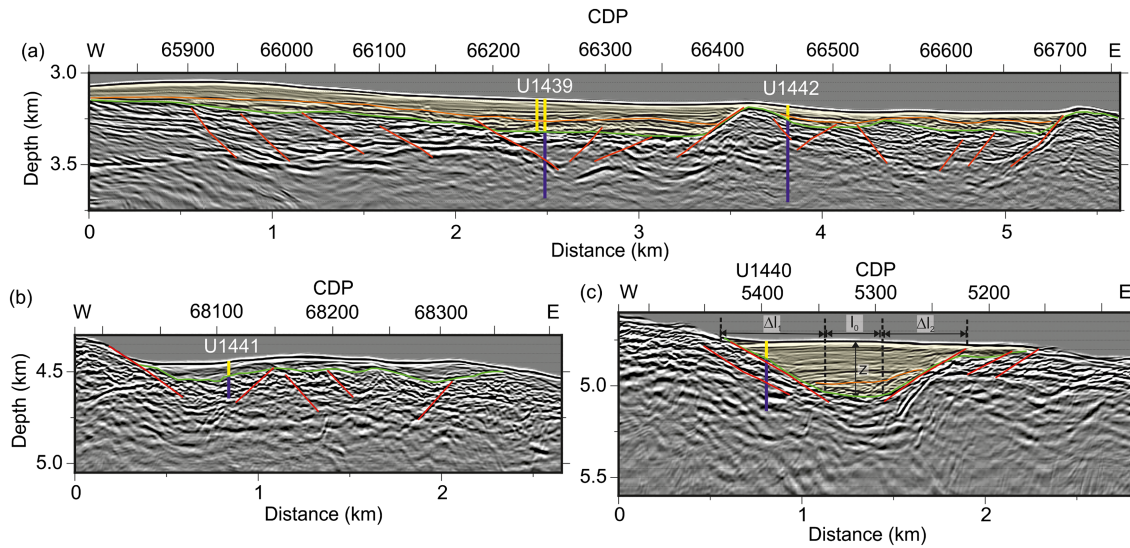 CDP
(a) W 65900 66000 66100 66200 66300 66400 66500 66600 66700 E
3.0
U1439 U1442
3.5
Depth (km)
0 1 2 3 4 5
Distance (km)
(b) CDP
W 68100 68200 68300 E
U1441
4.5
Depth (km)
5.0
0 1 2
Distance (km)
(c) U1440 CDP
W 5400 5300 5200 E
Δl₁ l₀ Δl₂
Z
5.0
5.5
0 1 2
Distance (km)